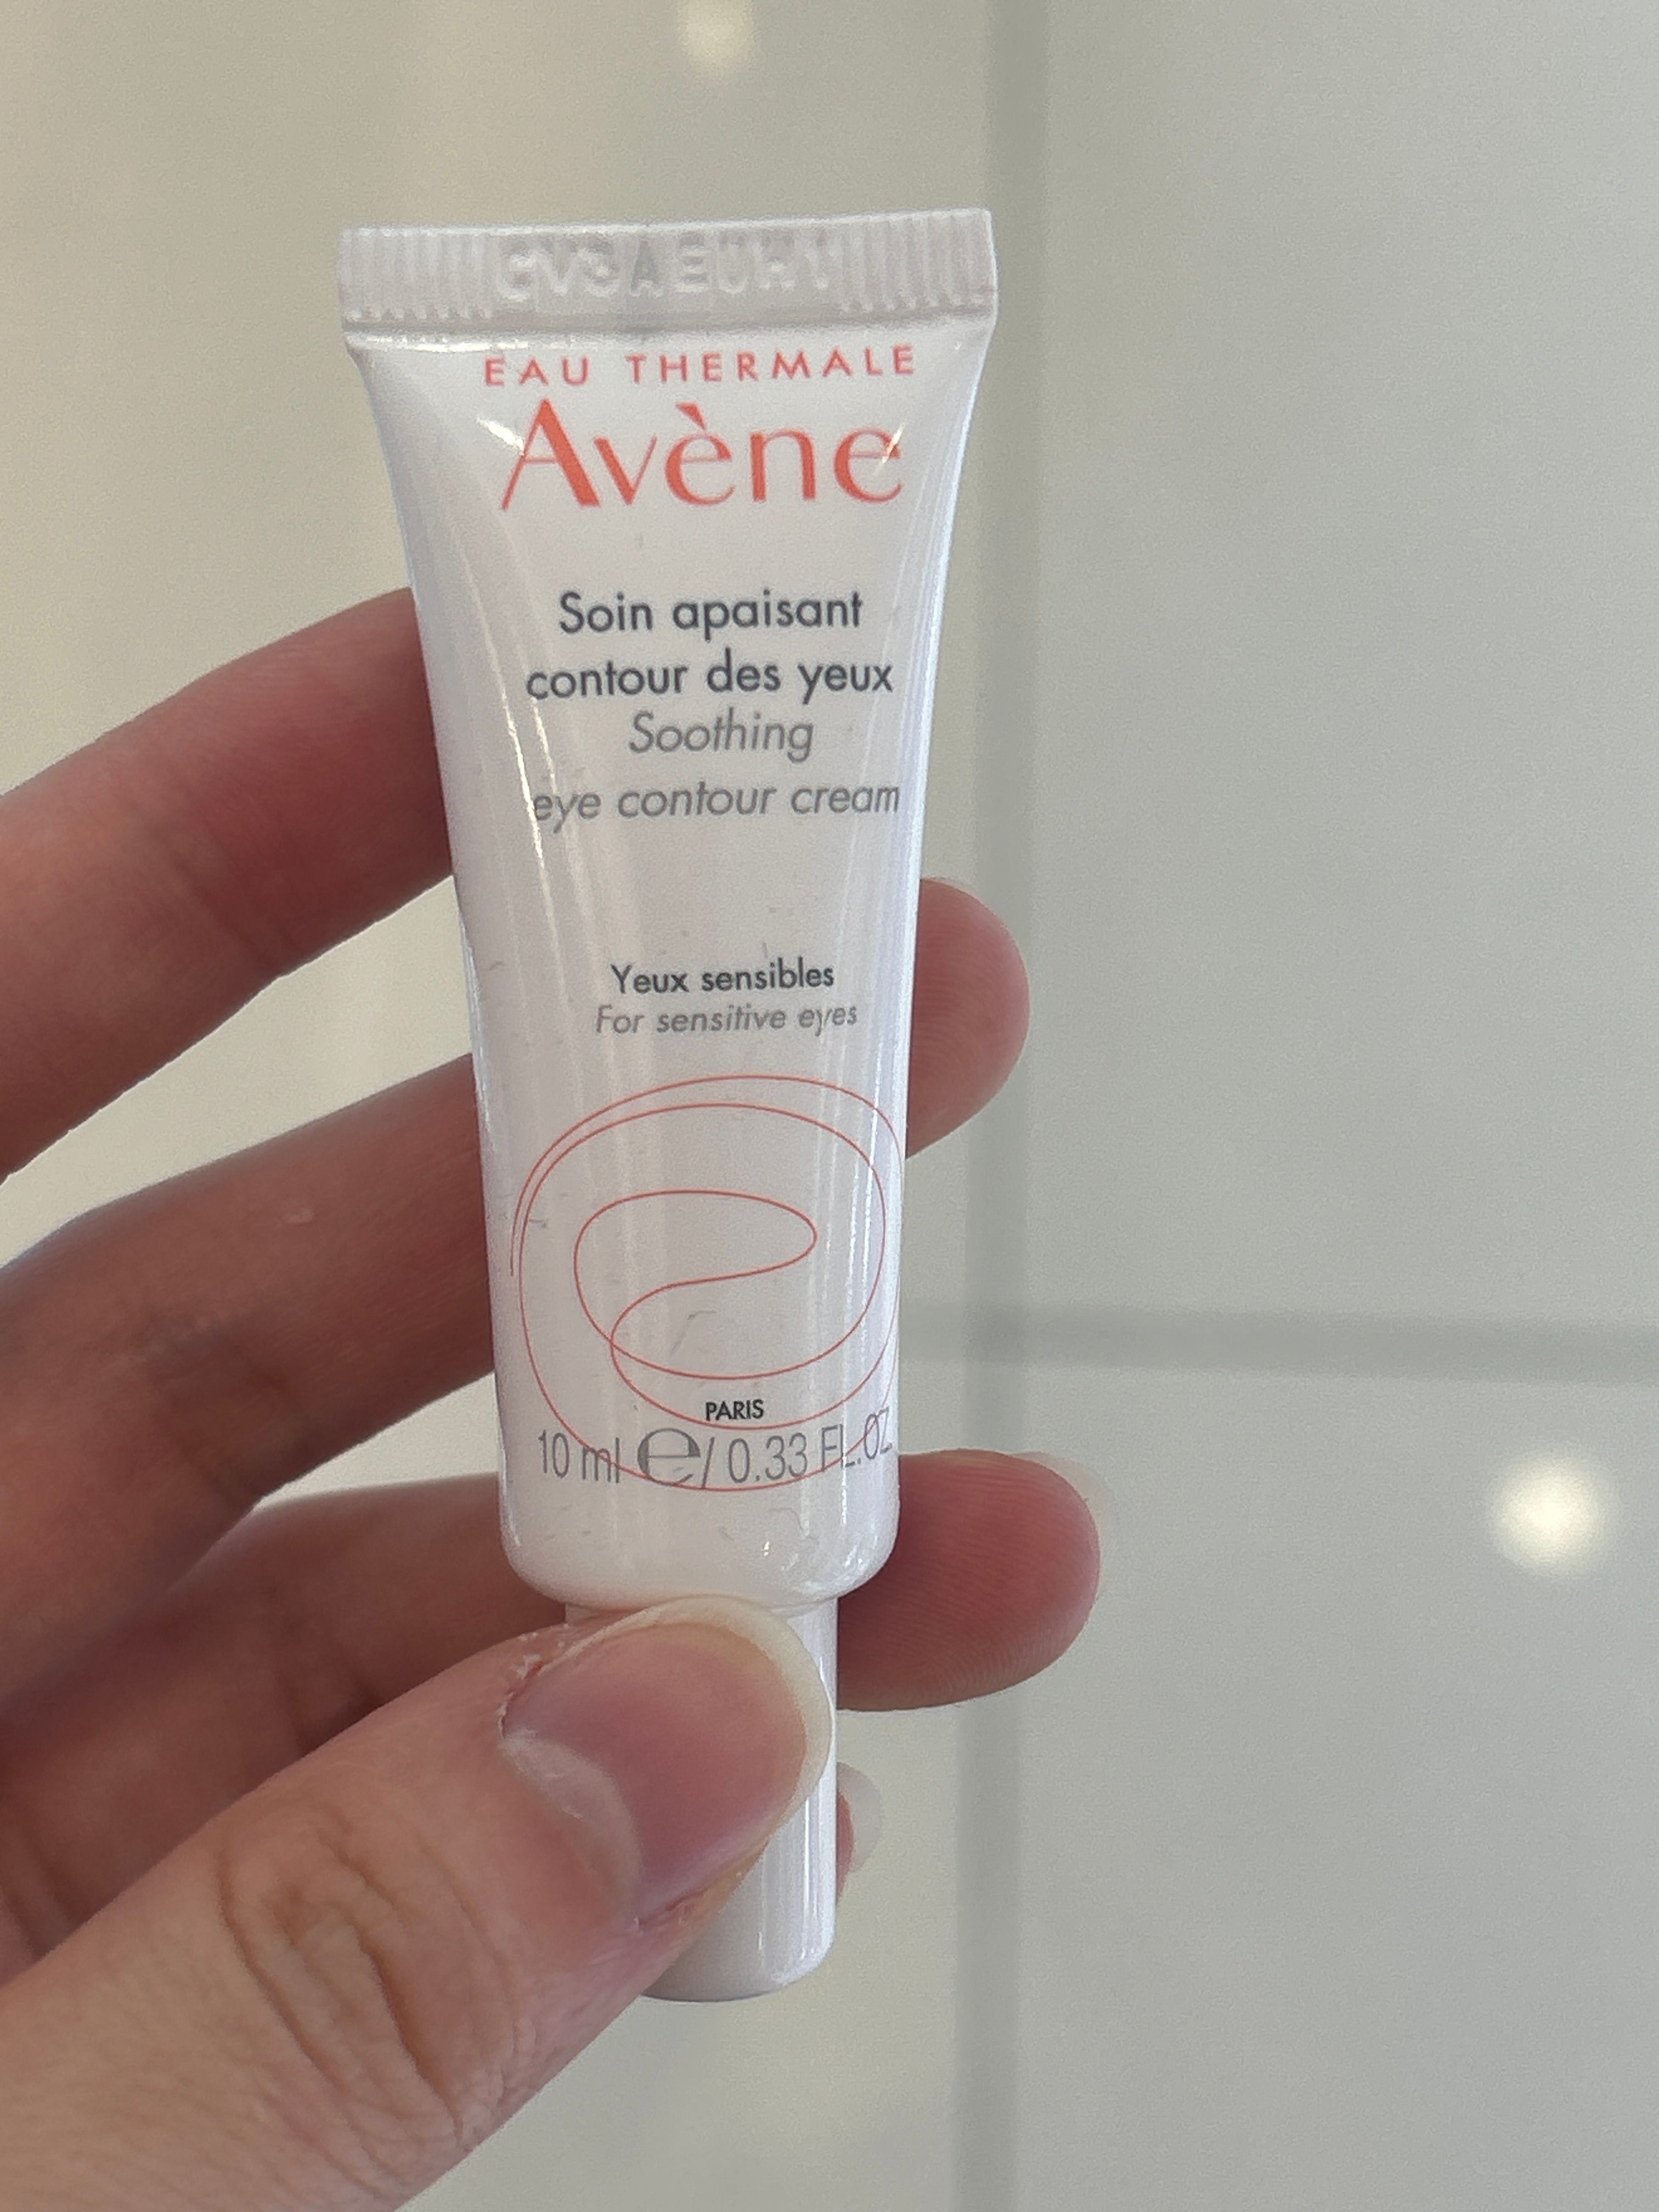 EAU THERMALE
Avène
Soin apaisant
contour des yeux
Soothing
eye contour cream
Yeux sensibles
For sensitive eyes
PARIS
10 ml ℮/ 0.33 FL.OZ